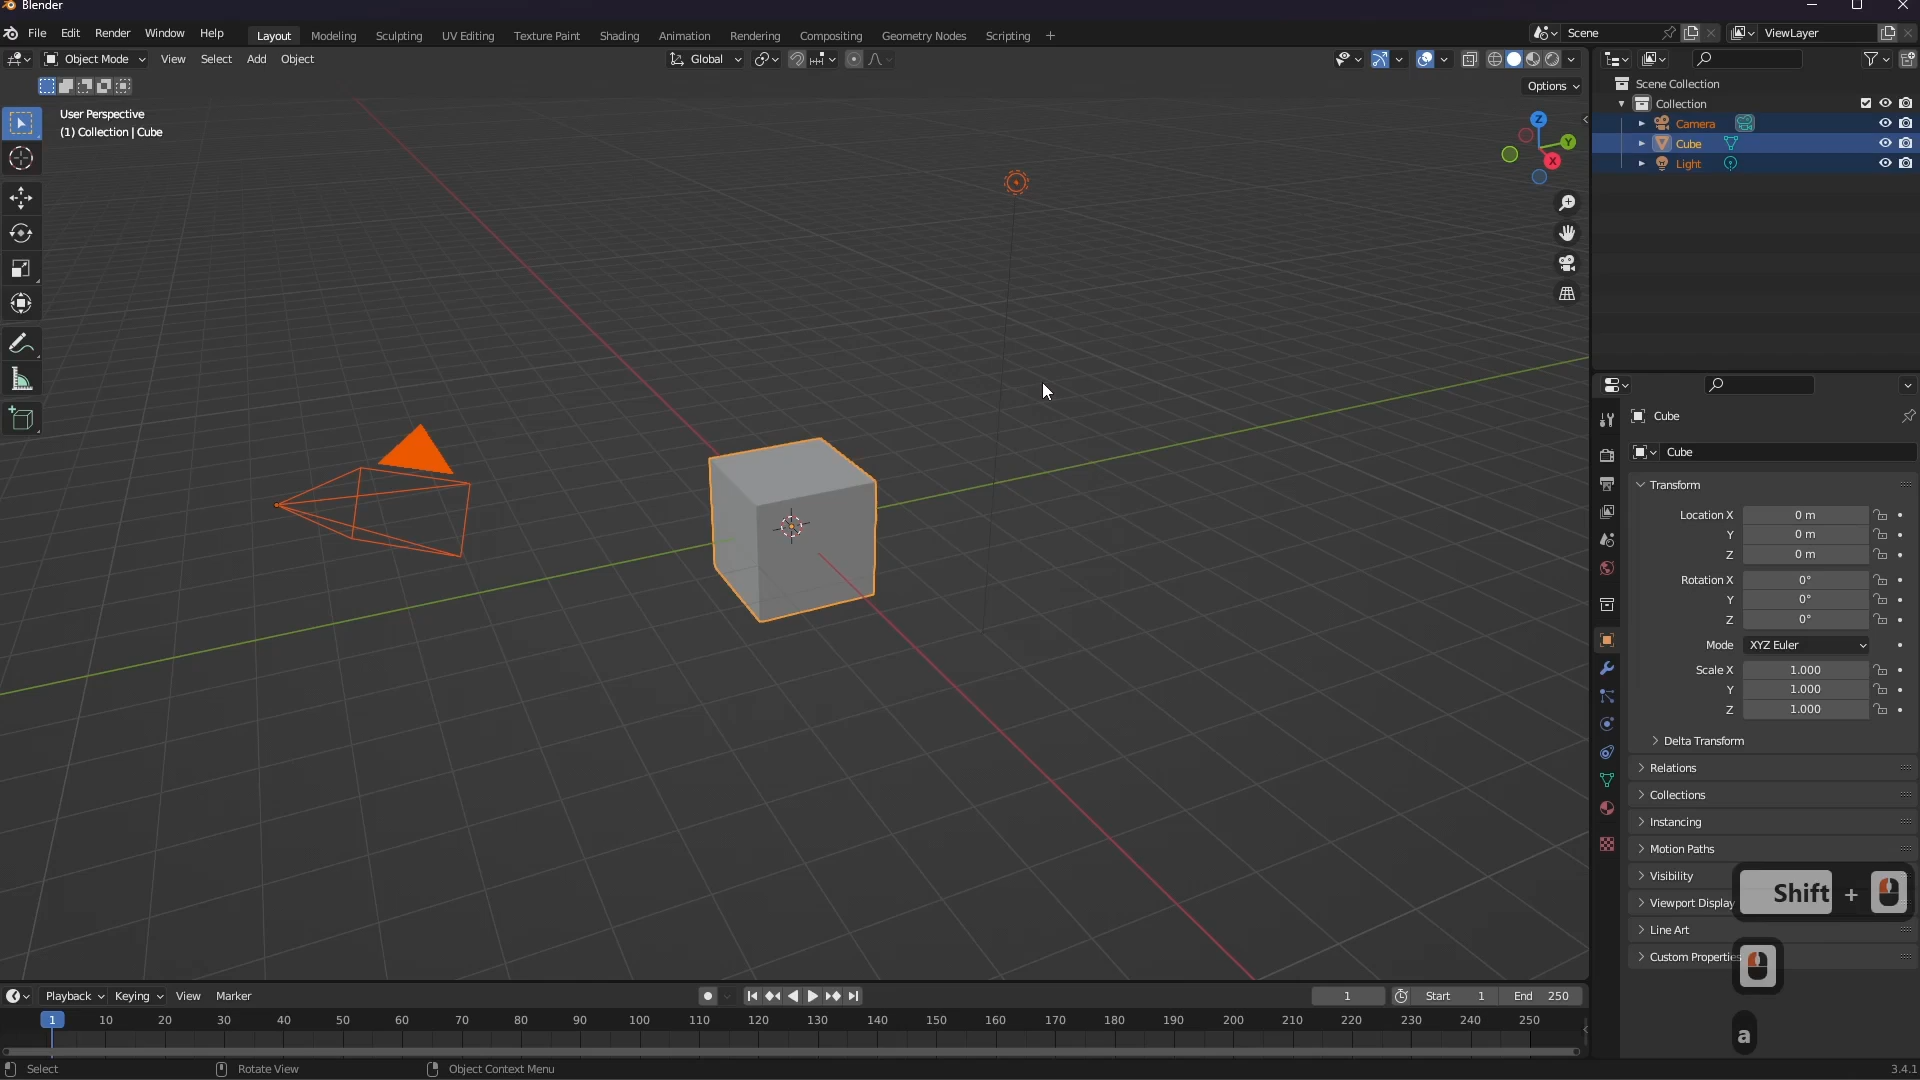 Blender
File Edit Render Window Help Layout Modeling Sculpting UV Editing Texture Paint Shading Animation Rendering Compositing Geometry Nodes Scripting + Scene ViewLayer
Object Mode View Select Add Object Global
Options
User Perspective
(1) Collection | Cube
Z
Y
X
Scene Collection
Collection
Camera
Cube
Light
Cube
Cube
Transform
Location X 0 m
Y 0 m
Z 0 m
Rotation X 0°
Y 0°
Z 0°
Mode XYZ Euler
Scale X 1.000
Y 1.000
Z 1.000
Delta Transform
Relations
Collections
Instancing
Motion Paths
Visibility
Viewport Display
Line Art
Custom Properties
Shift +
a
Playback Keying View Marker 1 Start 1 End 250
1 10 20 30 40 50 60 70 80 90 100 110 120 130 140 150 160 170 180 190 200 210 220 230 240 250
Select Rotate View Object Context Menu 3.4.1